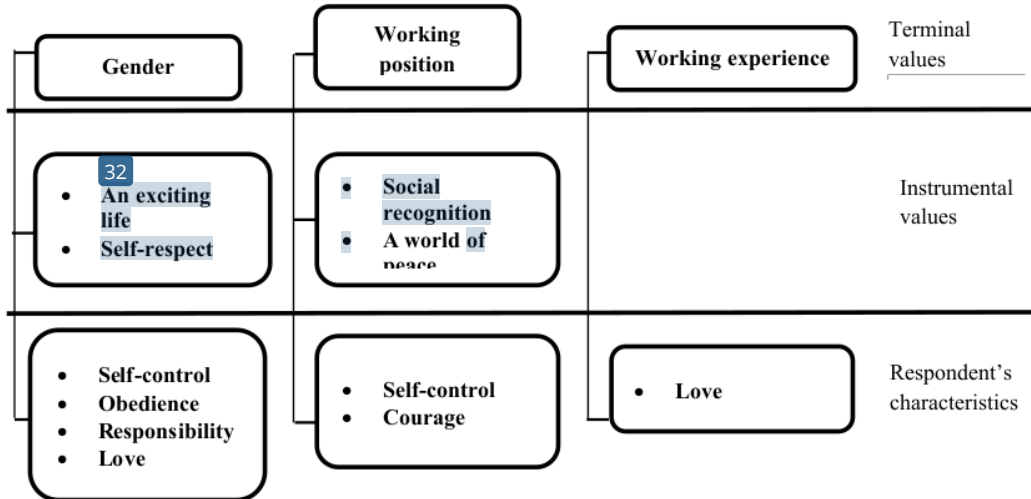 Gender
Working
position
Working experience
Terminal
values
32
• An exciting
life
• Self-respect
• Social
recognition
• A world of
peace
Instrumental
values
• Self-control
• Obedience
• Responsibility
• Love
• Self-control
• Courage
• Love
Respondent's
characteristics